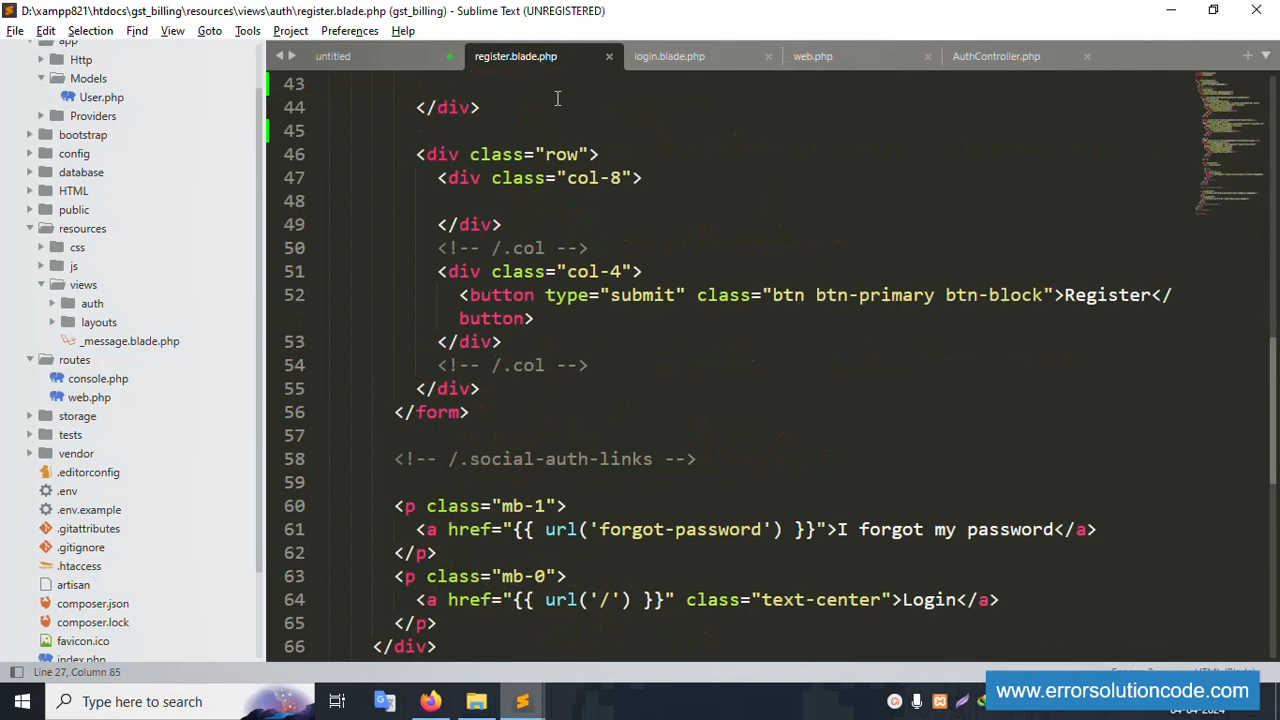 D:\xampp821\htdocs\gst_billing\resources\views\auth\register.blade.php (gst_billing) - Sublime Text (UNREGISTERED)
File Edit Selection Find View Goto Tools Project Preferences Help
untitled register.blade.php login.blade.php web.php AuthController.php
app
Http
Models
User.php
Providers
bootstrap
config
database
HTML
public
resources
css
js
views
auth
layouts
_message.blade.php
routes
console.php
web.php
storage
tests
vendor
.editorconfig
.env
.env.example
.gitattributes
.gitignore
.htaccess
artisan
composer.json
composer.lock
favicon.ico
index.php
43
44 </div>
45
46 <div class="row">
47 <div class="col-8">
48
49 </div>
50 <!-- /.col -->
51 <div class="col-4">
52 <button type="submit" class="btn btn-primary btn-block">Register</
button>
53 </div>
54 <!-- /.col -->
55 </div>
56 </form>
57
58 <!-- /.social-auth-links -->
59
60 <p class="mb-1">
61 <a href="{{ url('forgot-password') }}">I forgot my password</a>
62 </p>
63 <p class="mb-0">
64 <a href="{{ url('/') }}" class="text-center">Login</a>
65 </p>
66 </div>
Line 27, Column 85
Type here to search
www.errorsolutioncode.com
04-04-2024